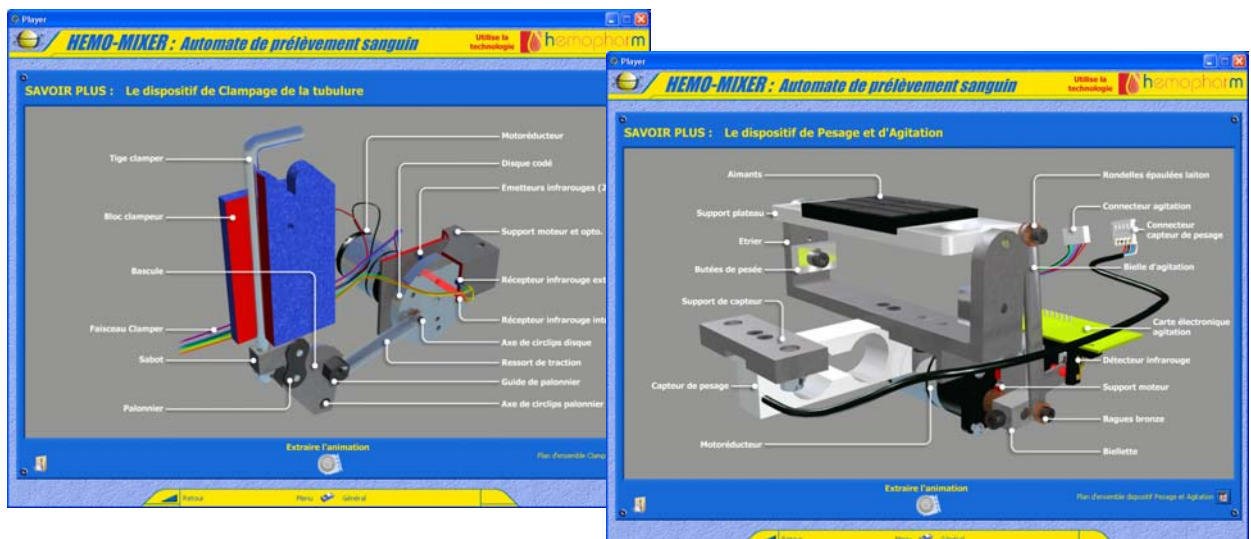 Player
HEMO-MIXER : Automate de prélèvement sanguin
Utilise la
technologie
hemopharm
SAVOIR PLUS : Le dispositif de Clampage de la tubulure
Motoréducteur
Tige clamper
Disque codé
Emetteurs infrarouges (2
Bloc clampeur
Support moteur et opto.
Bascule
Récepteur infrarouge ext
Faisceau Clamper
Récepteur infrarouge int
Axe de circlips disque
Sabot
Ressort de traction
Guide de palonnier
Palonnier
Axe de circlips palonnier
Extraire l'animation
Plan d'ensemble Clamp
Retour
Menu
Général
Player
HEMO-MIXER : Automate de prélèvement sanguin
Utilise la
technologie
hemopharm
SAVOIR PLUS : Le dispositif de Pesage et d'Agitation
Aimants
Rondelles épaulées laiton
Support plateau
Connecteur agitation
Connecteur
capteur de pesage
Etrier
Butées de pesée
Bielle d'agitation
Support de capteur
Carte électronique
agitation
Détecteur infrarouge
Capteur de pesage
Support moteur
Bagues bronze
Motoréducteur
Biellette
Extraire l'animation
Plan d'ensemble dispositif Pesage et Agitation
Retour
Menu
Général